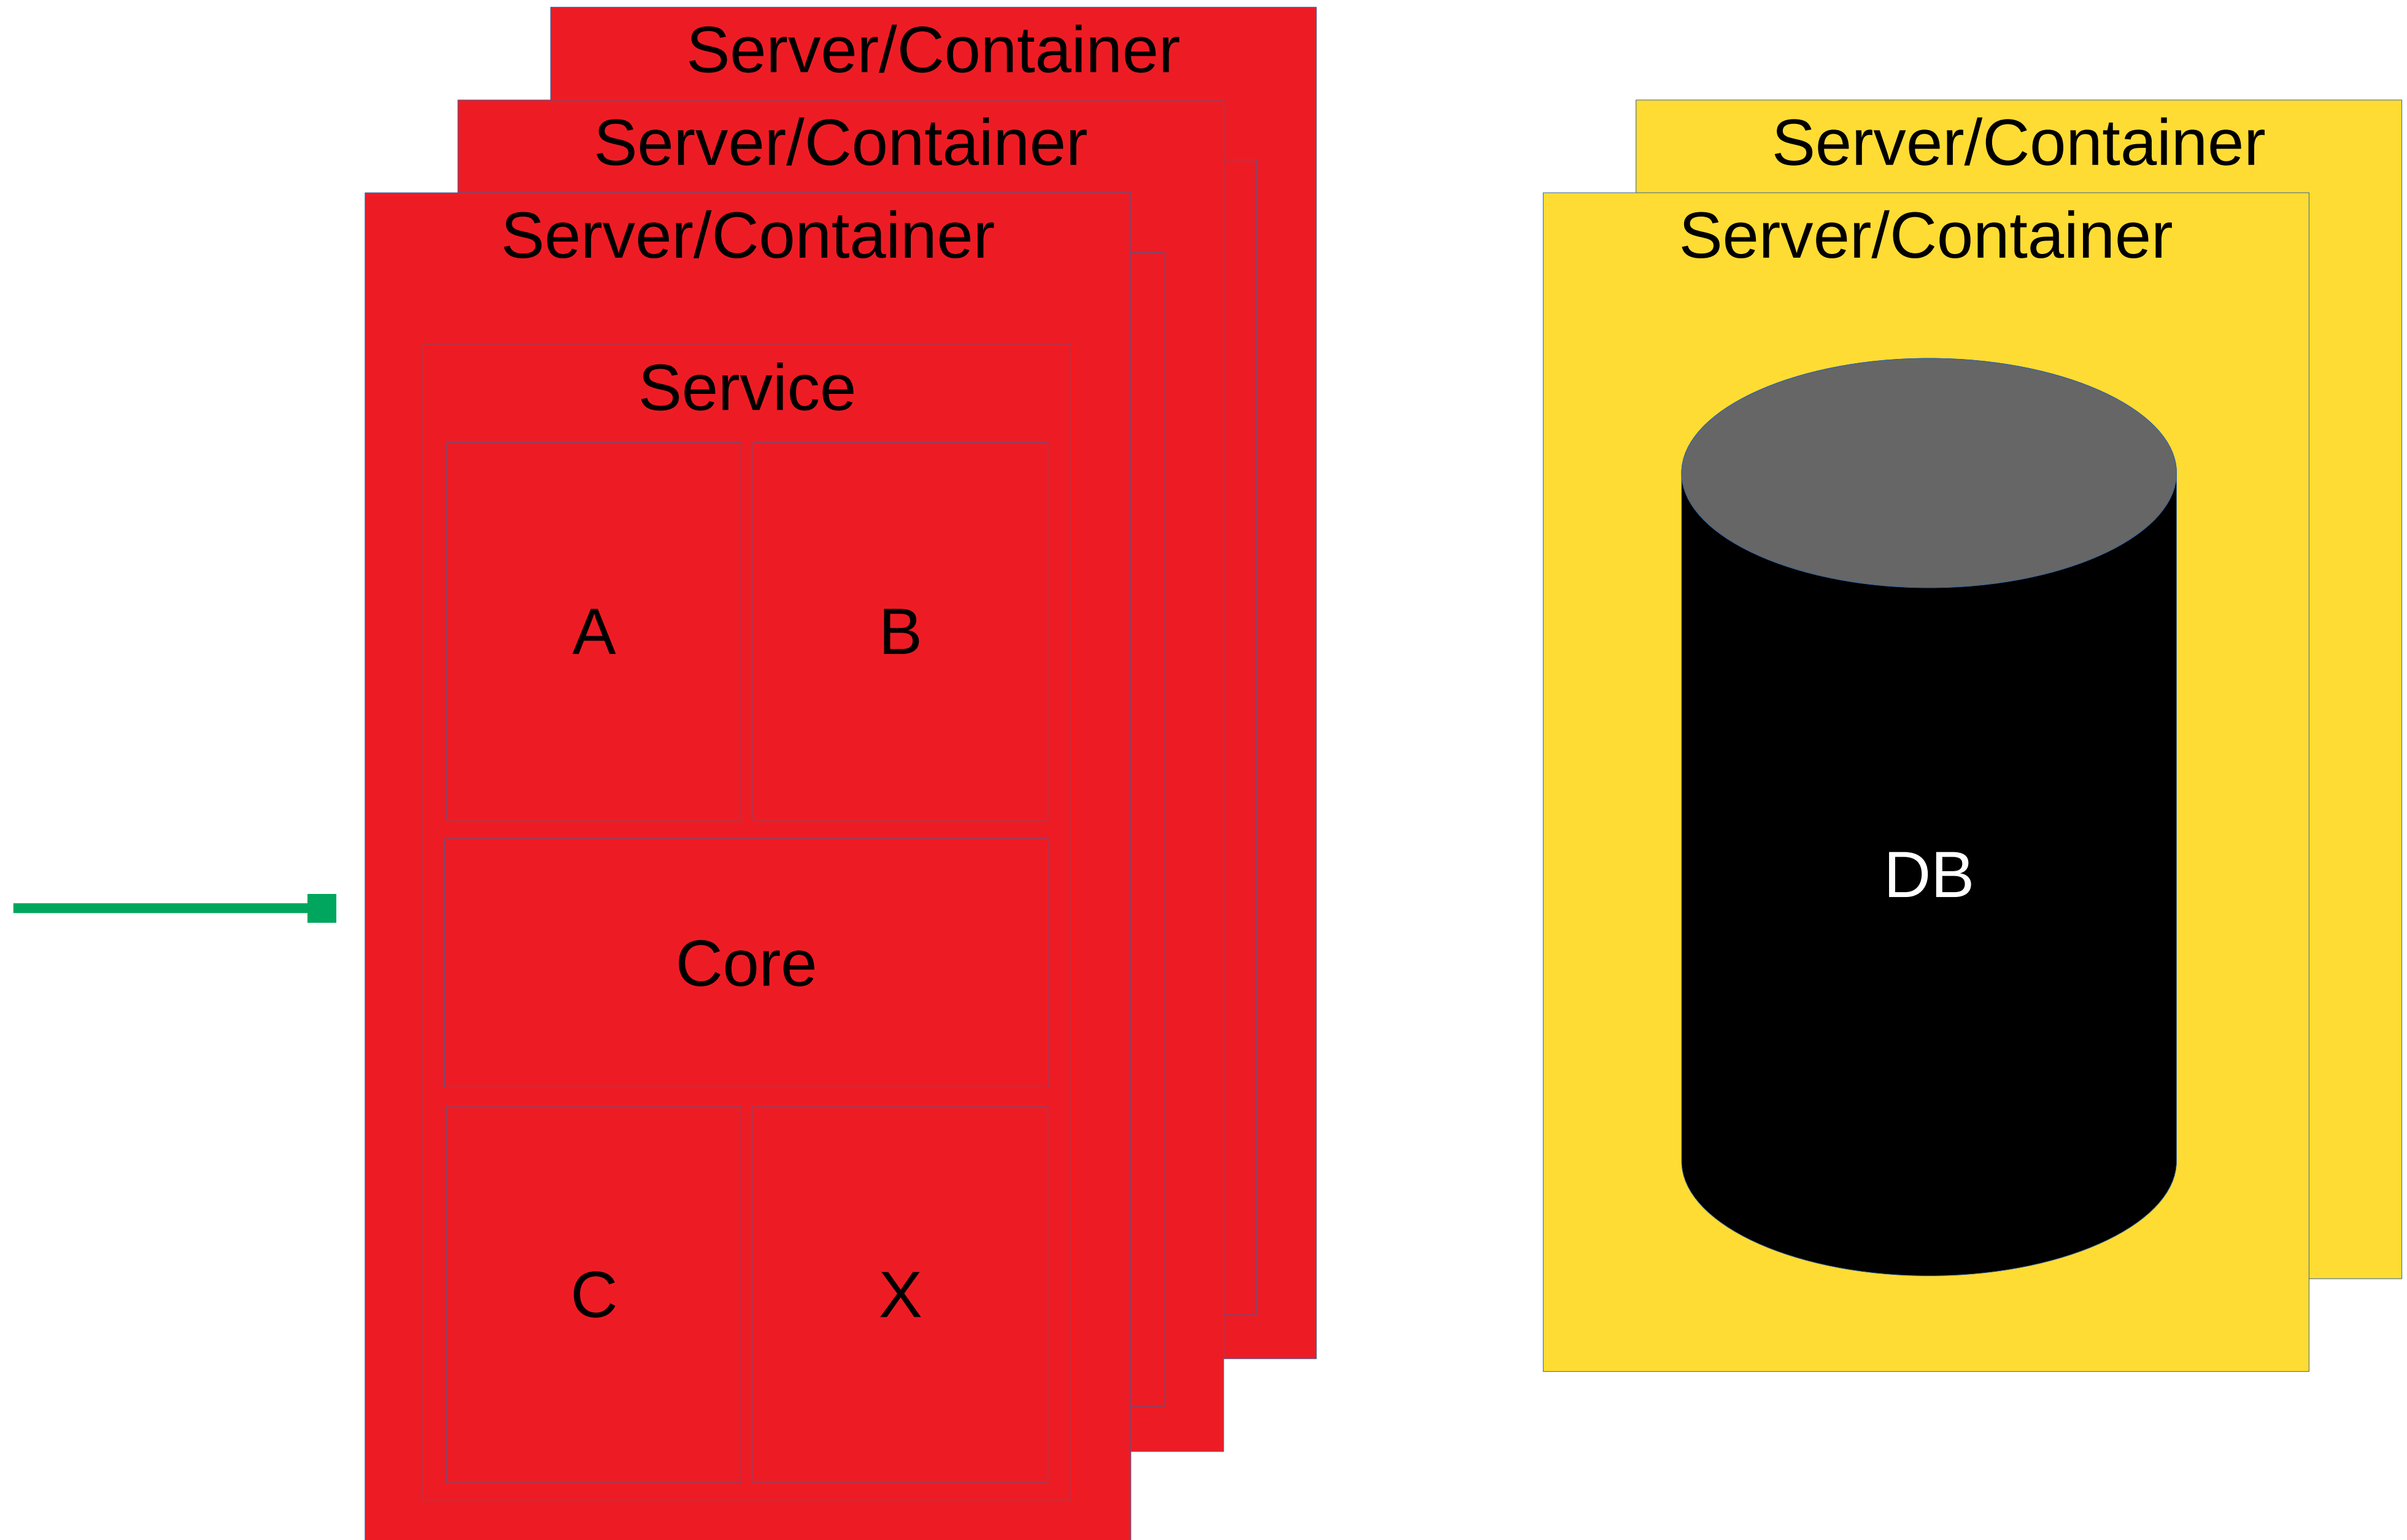 Server/Container
Server/Container
Server/Container
Service
A
B
Core
C
X
Server/Container
Server/Container
DB